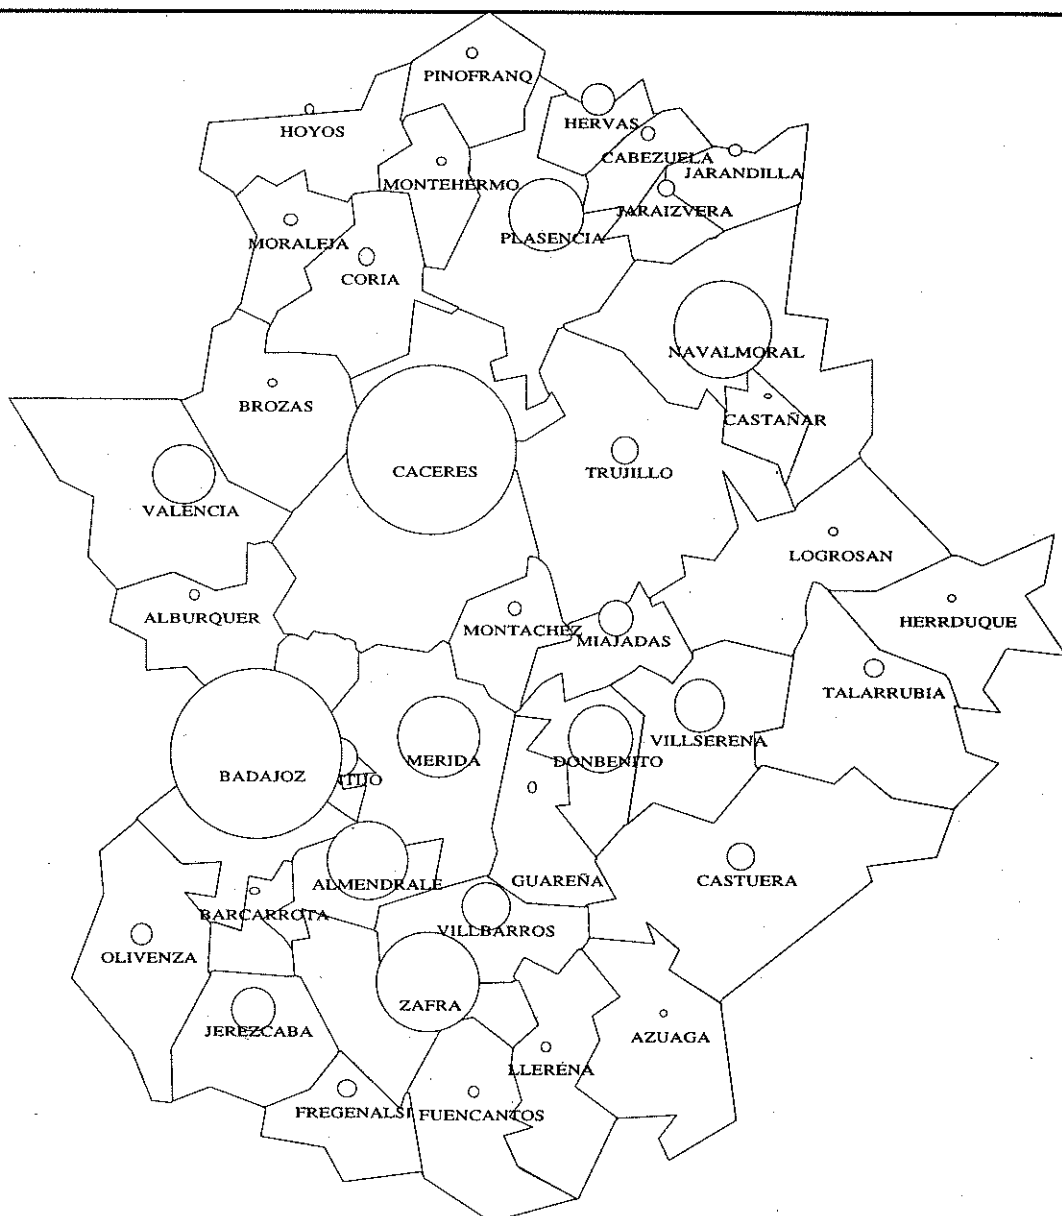 PINOFRANQ
HERVAS
HOYOS
CABEZUELA
JARANDILLA
MONTEHERMO
JARAIZVERA
PLASENCIA
MORALEJA
CORIA
NAVALMORAL
BROZAS
CASTAÑAR
CACERES
TRUJILLO
VALENCIA
LOGROSAN
ALBURQUER
MONTACHEZ
MIAJADAS
HERRDUQUE
TALARRUBIA
VILLSERENA
MERIDA
DONBENITO
BADAJOZ
ALMENDRALE
GUAREÑA
CASTUERA
BARCARROTA
VILLBARROS
OLIVENZA
ZAFRA
JEREZCABA
AZUAGA
LLERENA
FREGENALSI
FUENCANTOS